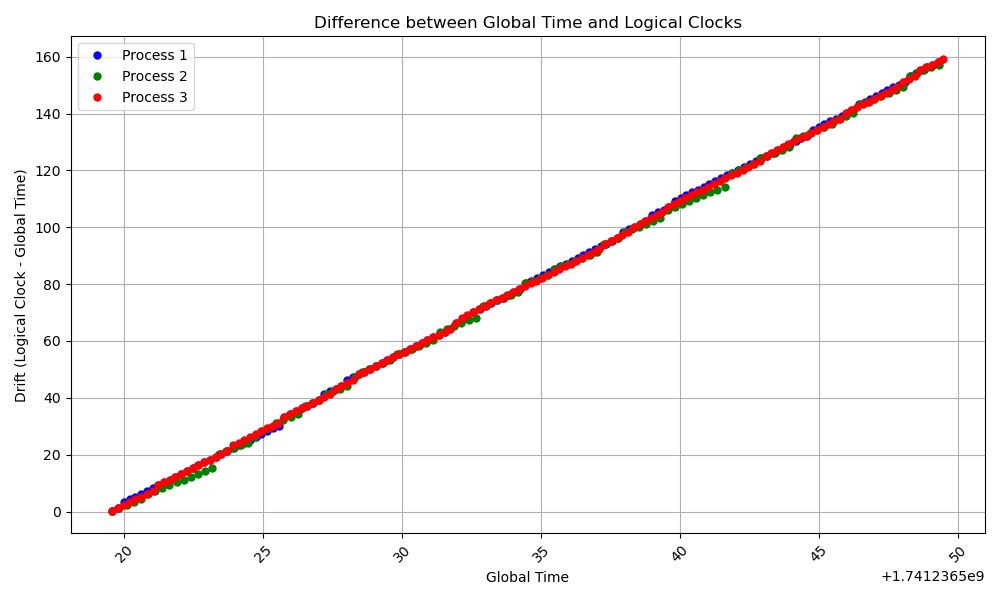 Difference between Global Time and Logical Clocks
Process 1
Process 2
Process 3
Drift (Logical Clock - Global Time)
160
140
120
100
80
60
40
20
0
20
25
30
35
40
45
50
Global Time
+1.7412365e9